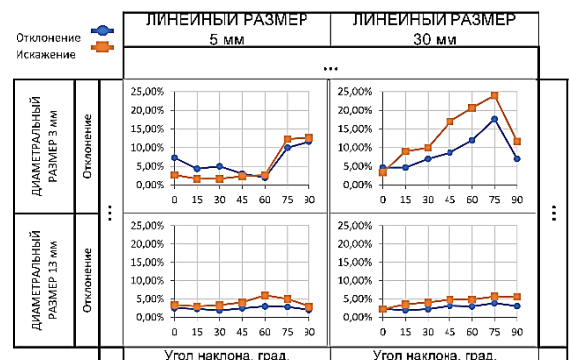 Отклонение
Искажение
ЛИНЕЙНЫЙ РАЗМЕР
5 мм
ЛИНЕЙНЫЙ РАЗМЕР
30 мм
...
ДИАМЕТРАЛЬНЫЙ
РАЗМЕР 3 мм
Отклонение
...
25,00%
20,00%
15,00%
10,00%
5,00%
0,00%
0 15 30 45 60 75 90
25,00%
20,00%
15,00%
10,00%
5,00%
0,00%
0 15 30 45 60 75 90
...
ДИАМЕТРАЛЬНЫЙ
РАЗМЕР 13 мм
Отклонение
25,00%
20,00%
15,00%
10,00%
5,00%
0,00%
0 15 30 45 60 75 90
25,00%
20,00%
15,00%
10,00%
5,00%
0,00%
0 15 30 45 60 75 90
Угол наклона, град.
Угол наклона, град.